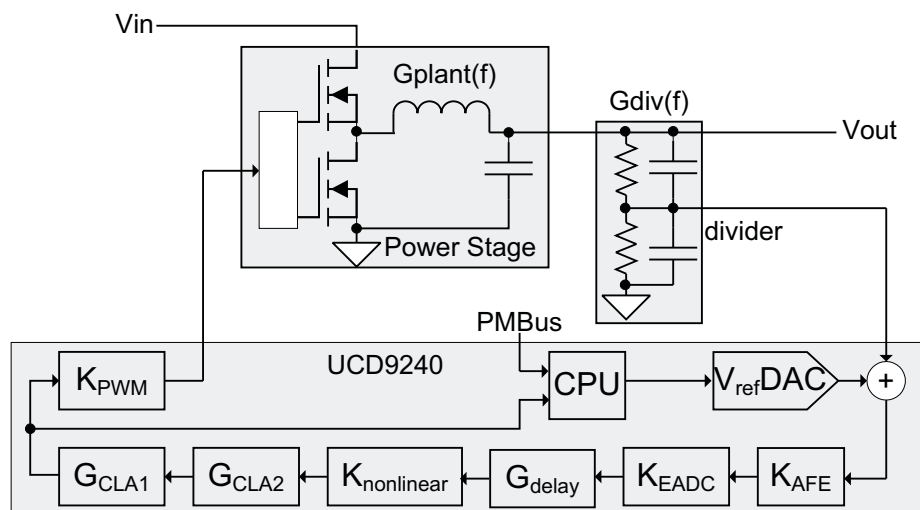 Vin
Gplant(f)
Gdiv(f)
Vout
Power Stage
divider
PMBus
UCD9240
KPWM
CPU
VrefDAC
+
GCLA1
GCLA2
Knonlinear
Gdelay
KEADC
KAFE